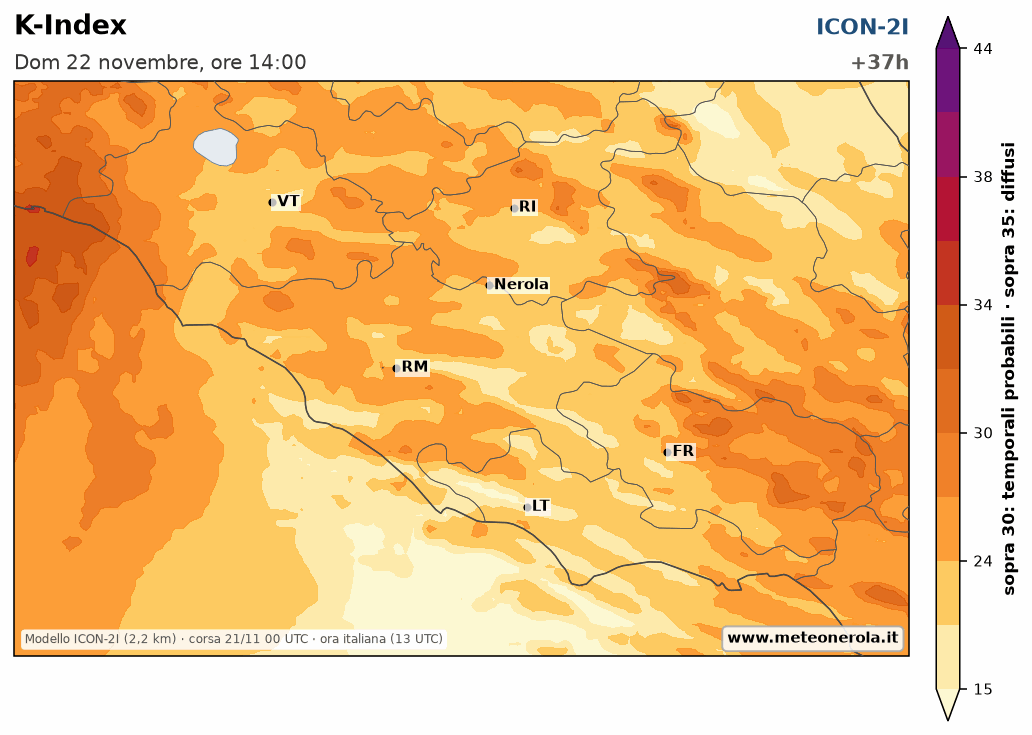 K-Index
ICON-2I
Dom 22 novembre, ore 14:00
+37h
44
38
34
30
24
15
sopra 30: temporali probabili · sopra 35: diffusi
VT
RI
Nerola
RM
FR
LT
Modello ICON-2I (2,2 km) · corsa 21/11 00 UTC · ora italiana (13 UTC)
www.meteonerola.it